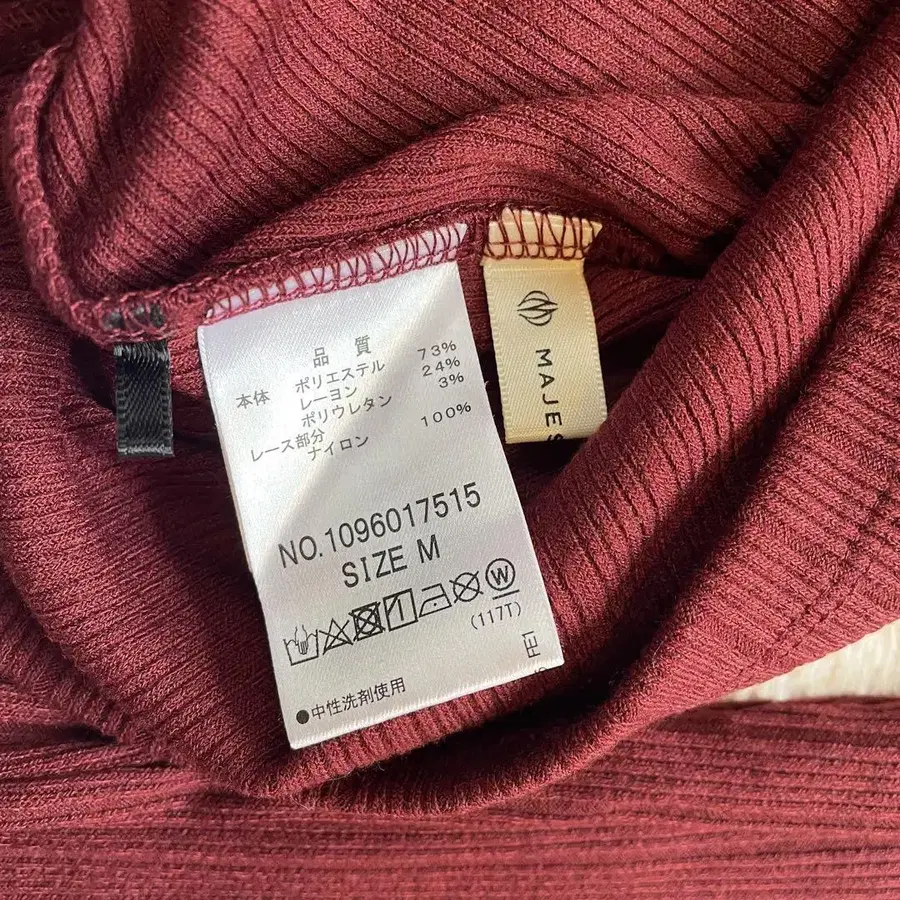 品質
本体 ポリエステル 73%
レーヨン 24%
ポリウレタン 3%
レース部分
ナイロン 100%
NO.1096017515
SIZE M
W
(117T)
●中性洗剤使用
MAJES